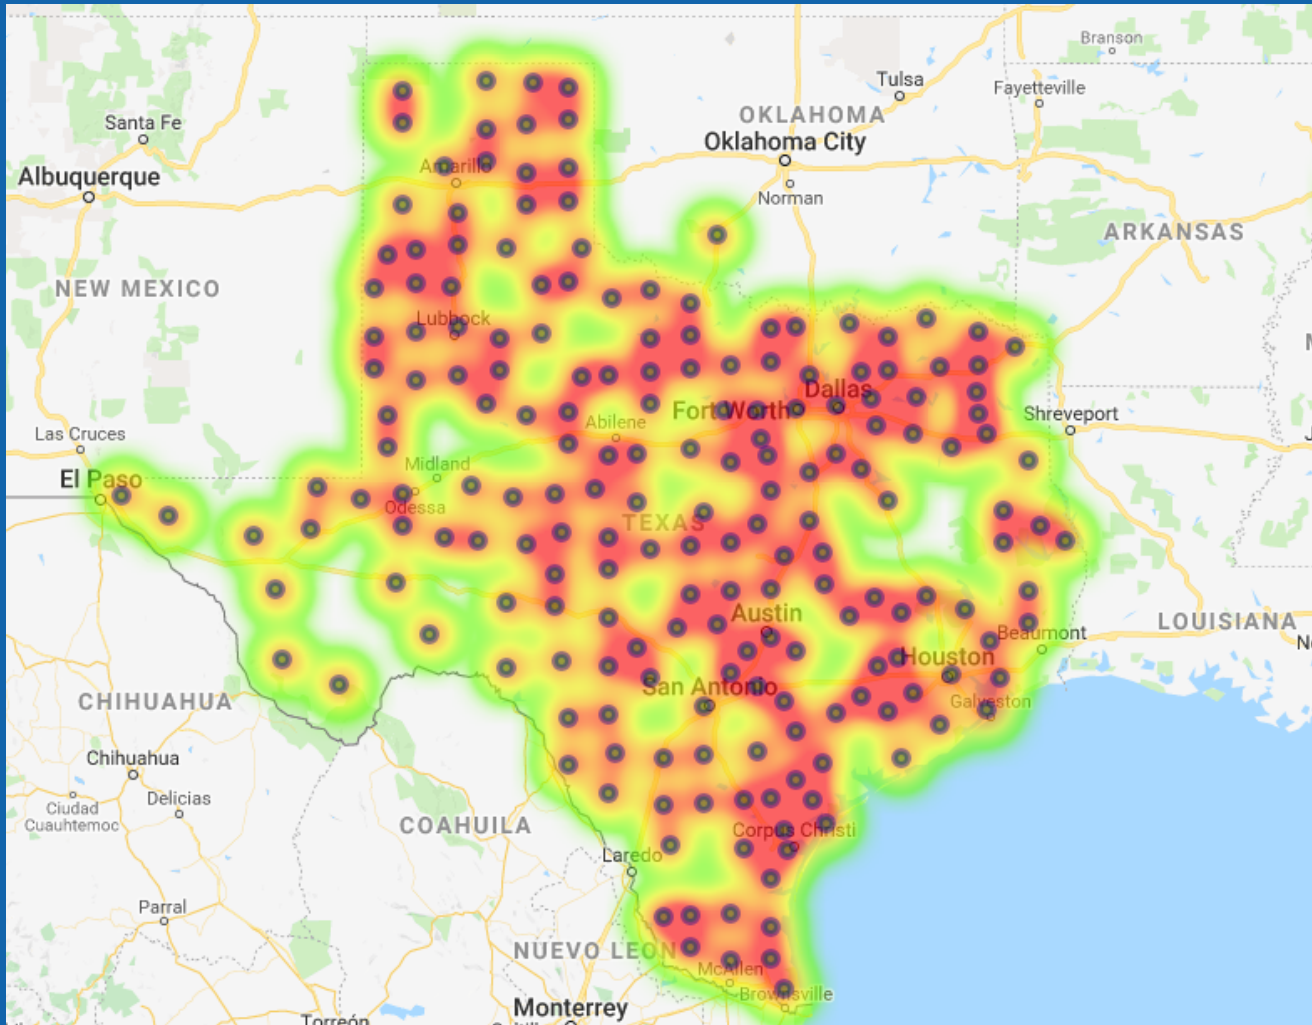 Branson
Tulsa
Fayetteville
OKLAHOMA
Santa Fe
Oklahoma City
Amarillo
Albuquerque
Norman
ARKANSAS
NEW MEXICO
Lubbock
Dallas
Fort Worth
Shreveport
Abilene
Las Cruces
Midland
El Paso
Odessa
TEXAS
Austin
LOUISIANA
Beaumont
Houston
San Antonio
CHIHUAHUA
Galveston
Chihuahua
Delicias
Ciudad
Cuauhtemoc
COAHUILA
Corpus Christi
Laredo
Parral
NUEVO LEON
McAllen
Brownsville
Monterrey
Torreón